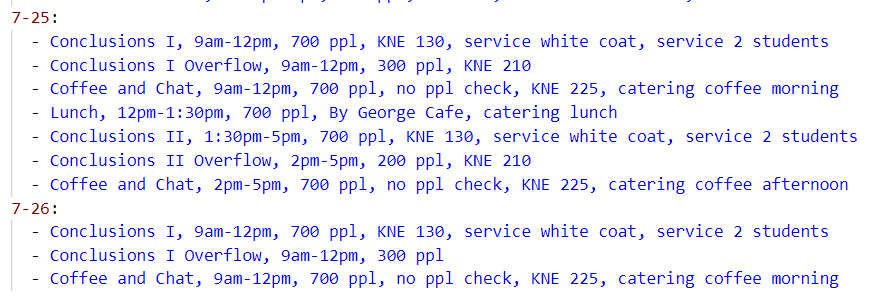 7-25:
- Conclusions I, 9am-12pm, 700 ppl, KNE 130, service white coat, service 2 students
- Conclusions I Overflow, 9am-12pm, 300 ppl, KNE 210
- Coffee and Chat, 9am-12pm, 700 ppl, no ppl check, KNE 225, catering coffee morning
- Lunch, 12pm-1:30pm, 700 ppl, By George Cafe, catering lunch
- Conclusions II, 1:30pm-5pm, 700 ppl, KNE 130, service white coat, service 2 students
- Conclusions II Overflow, 2pm-5pm, 200 ppl, KNE 210
- Coffee and Chat, 2pm-5pm, 700 ppl, no ppl check, KNE 225, catering coffee afternoon
7-26:
- Conclusions I, 9am-12pm, 700 ppl, KNE 130, service white coat, service 2 students
- Conclusions I Overflow, 9am-12pm, 300 ppl
- Coffee and Chat, 9am-12pm, 700 ppl, no ppl check, KNE 225, catering coffee morning